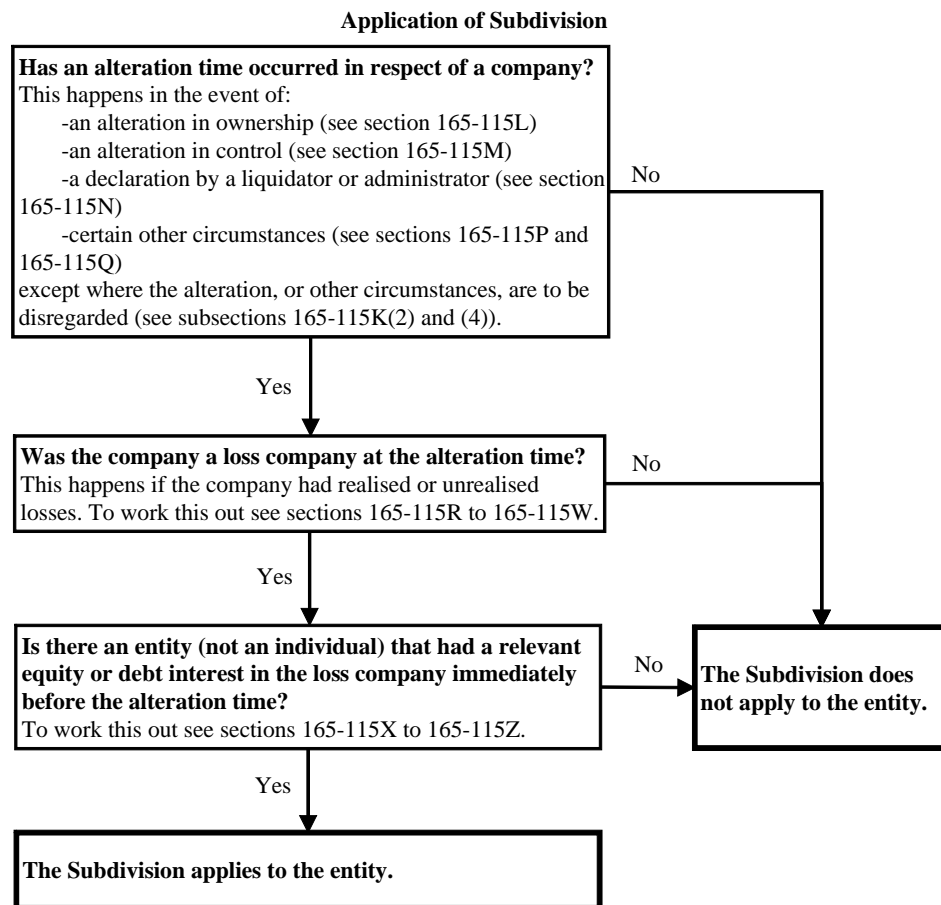 Application of Subdivision
Has an alteration time occurred in respect of a company?
This happens in the event of:
-an alteration in ownership (see section 165-115L)
-an alteration in control (see section 165-115M)
-a declaration by a liquidator or administrator (see section
165-115N)
-certain other circumstances (see sections 165-115P and
165-115Q)
except where the alteration, or other circumstances, are to be
disregarded (see subsections 165-115K(2) and (4)).
No
Yes
Was the company a loss company at the alteration time?
This happens if the company had realised or unrealised
losses. To work this out see sections 165-115R to 165-115W.
No
Yes
Is there an entity (not an individual) that had a relevant
equity or debt interest in the loss company immediately
before the alteration time?
To work this out see sections 165-115X to 165-115Z.
No
The Subdivision does
not apply to the entity.
Yes
The Subdivision applies to the entity.